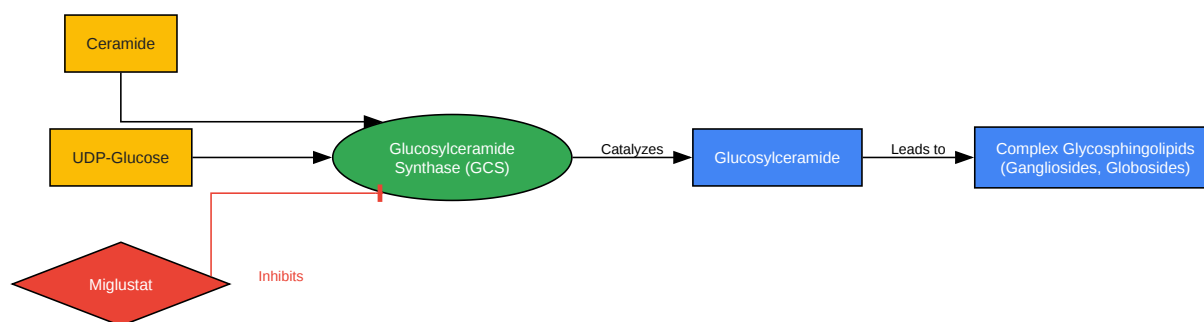 Ceramide
UDP-Glucose
Glucosylceramide
Synthase (GCS)
Catalyzes
Glucosylceramide
Leads to
Complex Glycosphingolipids
(Gangliosides, Globosides)
Miglustat
Inhibits